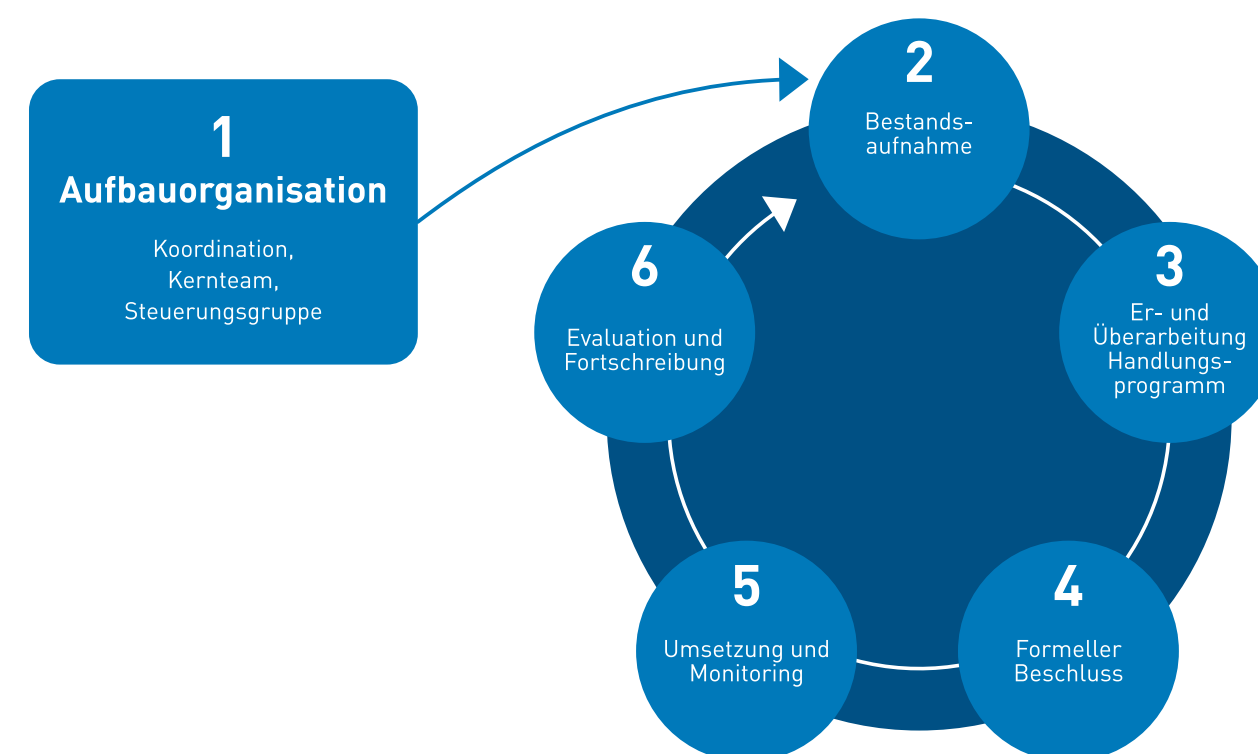 1
Aufbauorganisation
Koordination,
Kernteam,
Steuerungsgruppe
2
Bestands-
aufnahme
3
Er- und
Überarbeitung
Handlungs-
programm
4
Formeller
Beschluss
5
Umsetzung und
Monitoring
6
Evaluation und
Fortschreibung